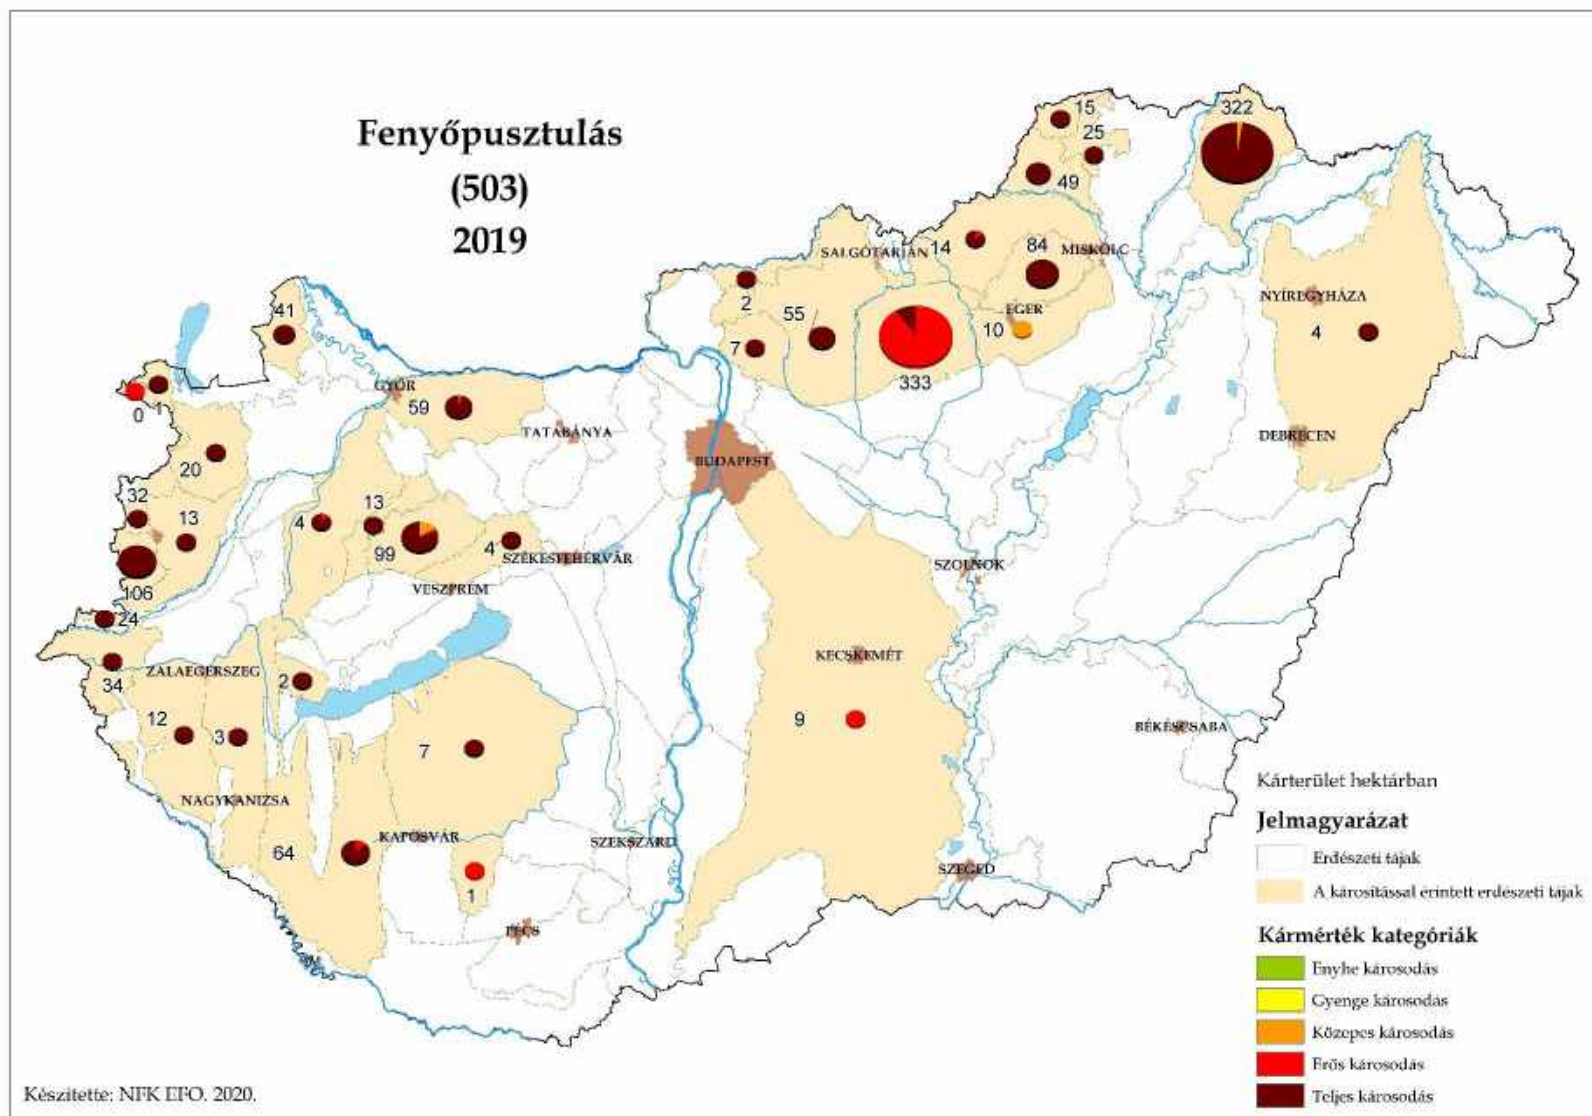 Fenyőpusztulás
(503)
2019
15
322
25
49
SALGÓTARJÁN
14
84
MISKOLC
41
2
55
EGER
10
NYÍREGYHÁZA
4
7
333
GYŐR
59
0
1
TATABÁNYA
BUDAPEST
DEBRECEN
20
32
13
13
4
99
4
SZÉKESFEHÉRVÁR
VESZPRÉM
SZOLNOK
106
24
ZALAEGERSZEG
34
2
KECSKEMÉT
12
3
7
9
BÉKÉSCSABA
NAGYKANIZSA
64
KAPOSVÁR
SZEKSZÁRD
SZEGED
1
PÉCS
Kárterület hektárban
Jelmagyarázat
Erdészeti tájak
A károsítással érintett erdészeti tájak
Kármérték kategóriák
Enyhe károsodás
Gyenge károsodás
Közepes károsodás
Erős károsodás
Teljes károsodás
Készítette: NFK EFO. 2020.